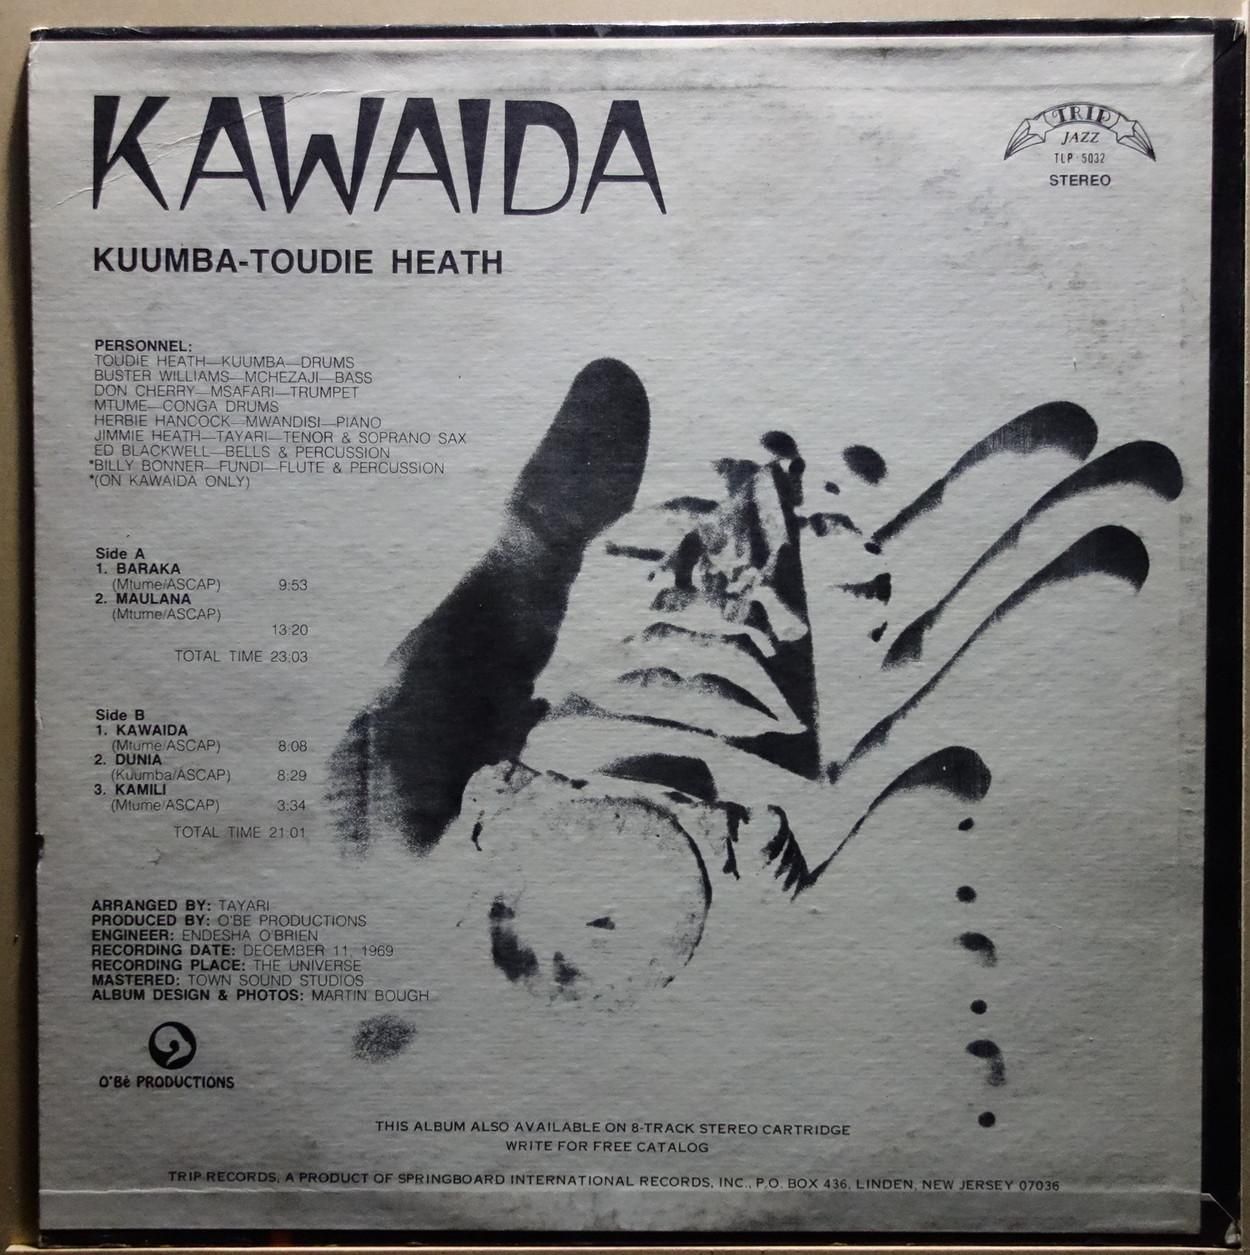 KAWAIDA
TRIP
JAZZ
TLP-5032
STEREO
KUUMBA-TOUDIE HEATH
PERSONNEL:
TOUDIE HEATH—KUUMBA—DRUMS
BUSTER WILLIAMS—MCHEZAJI—BASS
DON CHERRY—MSAFARI—TRUMPET
MTUME—CONGA DRUMS
HERBIE HANCOCK—MWANDISI—PIANO
JIMMIE HEATH—TAYARI—TENOR & SOPRANO SAX
ED BLACKWELL—BELLS & PERCUSSION
*BILLY BONNER—FUNDI—FLUTE & PERCUSSION
*(ON KAWAIDA ONLY)
Side A
1. BARAKA
(Mtume/ASCAP) 9:53
2. MAULANA
(Mtume/ASCAP)
13:20
TOTAL TIME 23:03
Side B
1. KAWAIDA
(Mtume/ASCAP) 8:08
2. DUNIA
(Kuumba/ASCAP) 8:29
3. KAMILI
(Mtume/ASCAP) 3:34
TOTAL TIME 21:01
ARRANGED BY: TAYARI
PRODUCED BY: O'BE PRODUCTIONS
ENGINEER: ENDESHA O'BRIEN
RECORDING DATE: DECEMBER 11, 1969
RECORDING PLACE: THE UNIVERSE
MASTERED: TOWN SOUND STUDIOS
ALBUM DESIGN & PHOTOS: MARTIN BOUGH
O'Bé PRODUCTIONS
THIS ALBUM ALSO AVAILABLE ON 8-TRACK STEREO CARTRIDGE
WRITE FOR FREE CATALOG
TRIP RECORDS, A PRODUCT OF SPRINGBOARD INTERNATIONAL RECORDS, INC., P.O. BOX 436, LINDEN, NEW JERSEY 07036